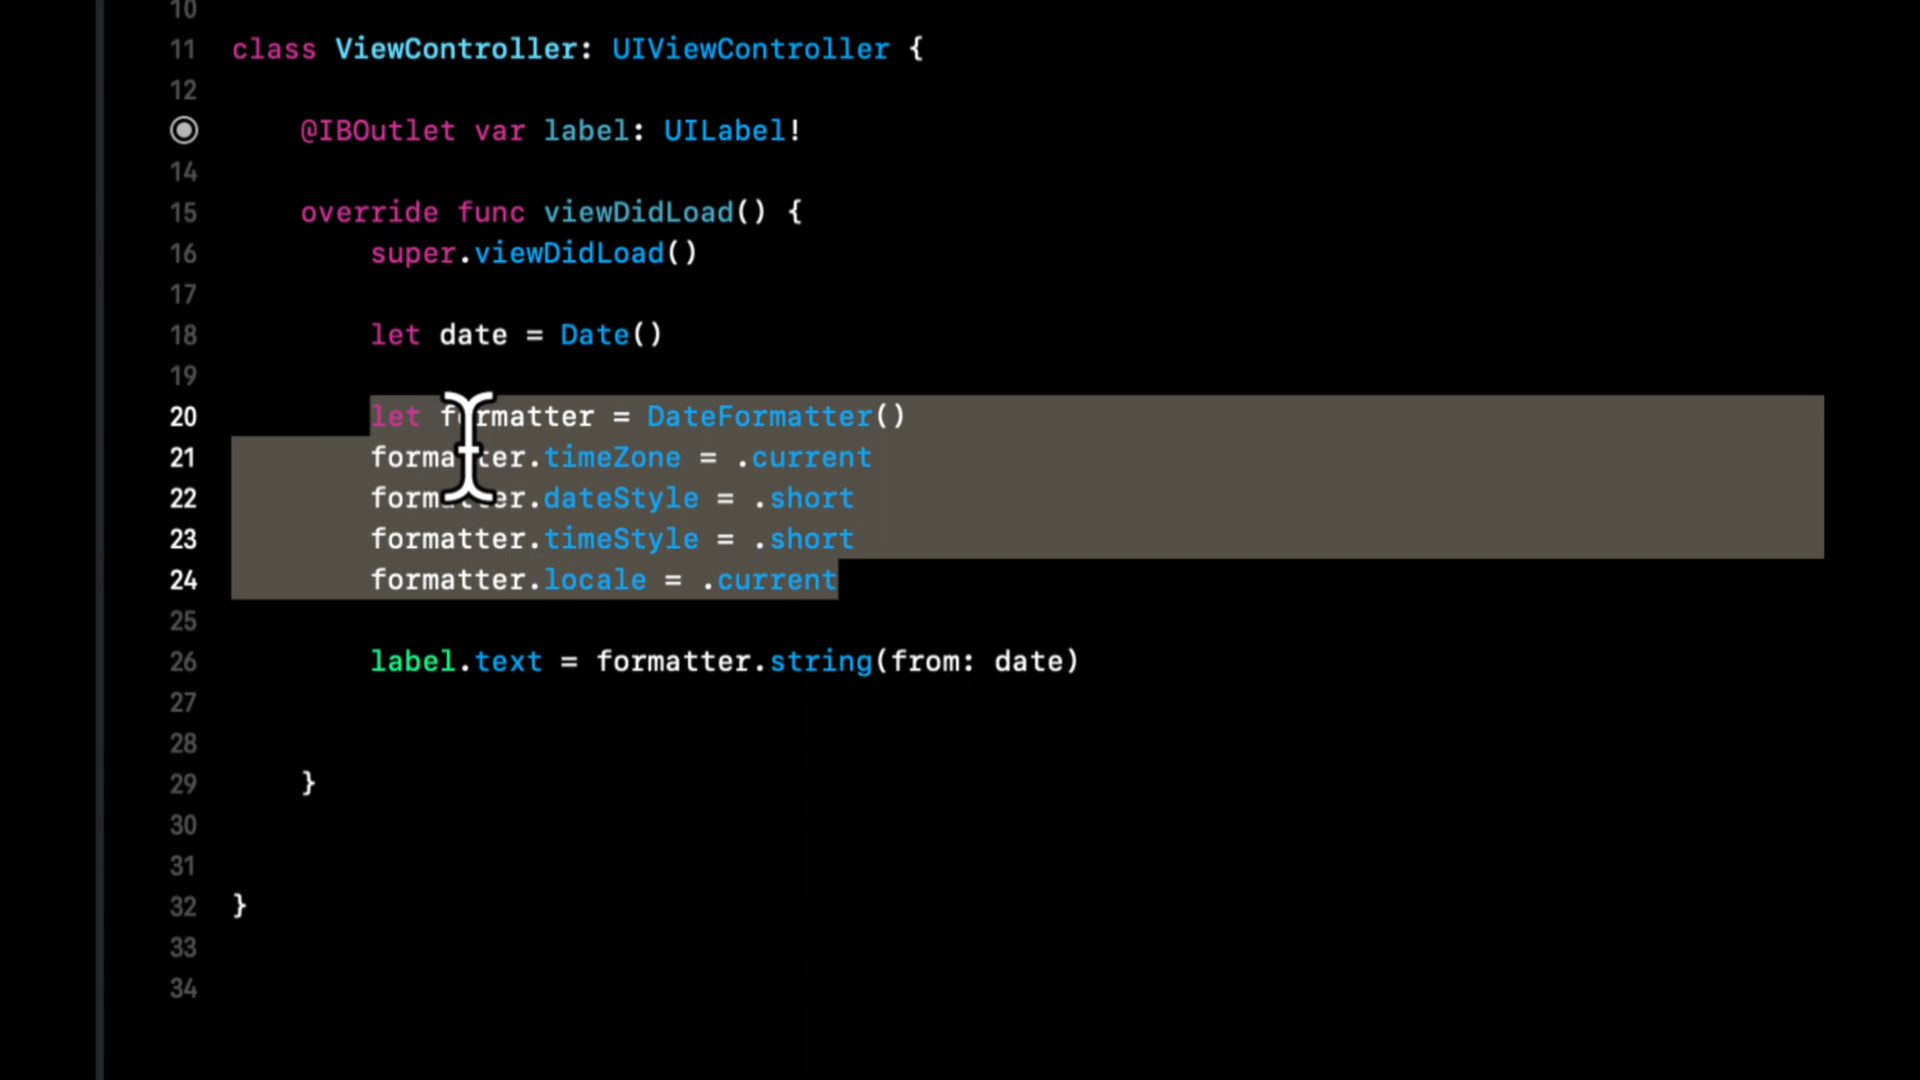 10
11 class ViewController: UIViewController {
12
@IBOutlet var label: UILabel!
14
15 override func viewDidLoad() {
16 super.viewDidLoad()
17
18 let date = Date()
19
20 let formatter = DateFormatter()
21 formatter.timeZone = .current
22 formatter.dateStyle = .short
23 formatter.timeStyle = .short
24 formatter.locale = .current
25
26 label.text = formatter.string(from: date)
27
28
29 }
30
31
32 }
33
34